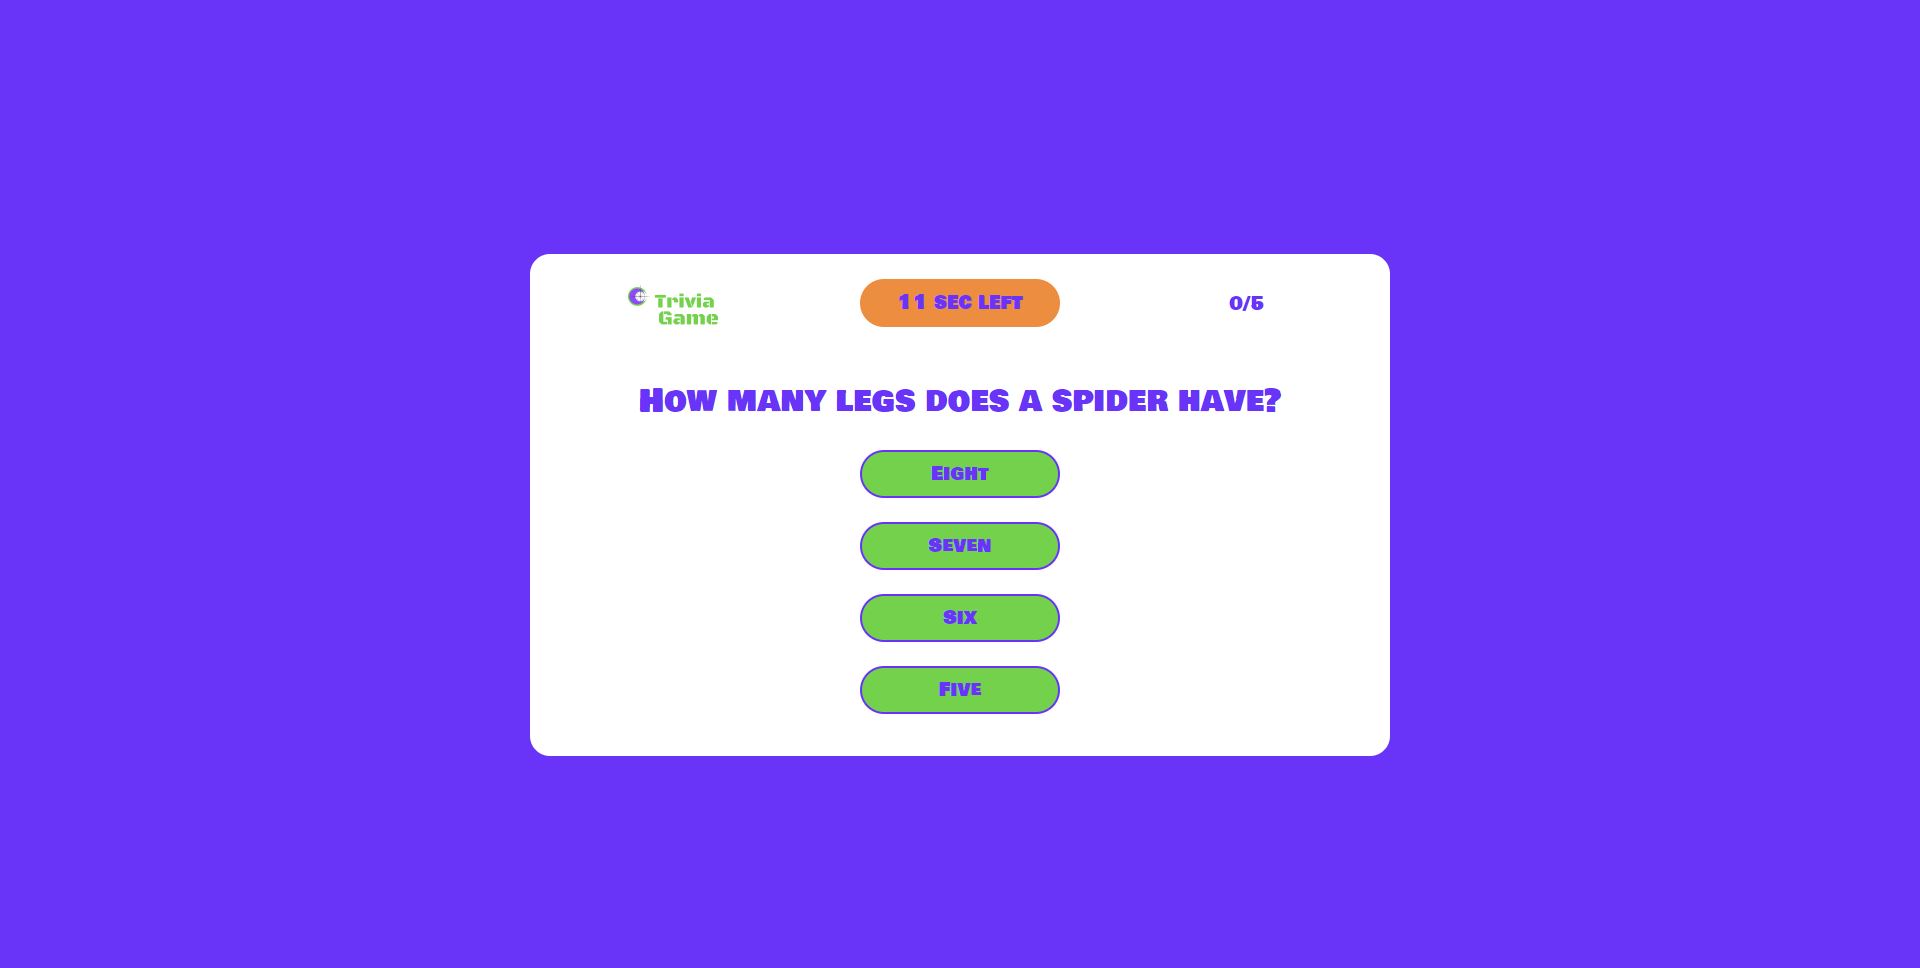 Trivia
Game
11 sec left
0/5
How many legs does a spider have?
Eight
Seven
Six
Five